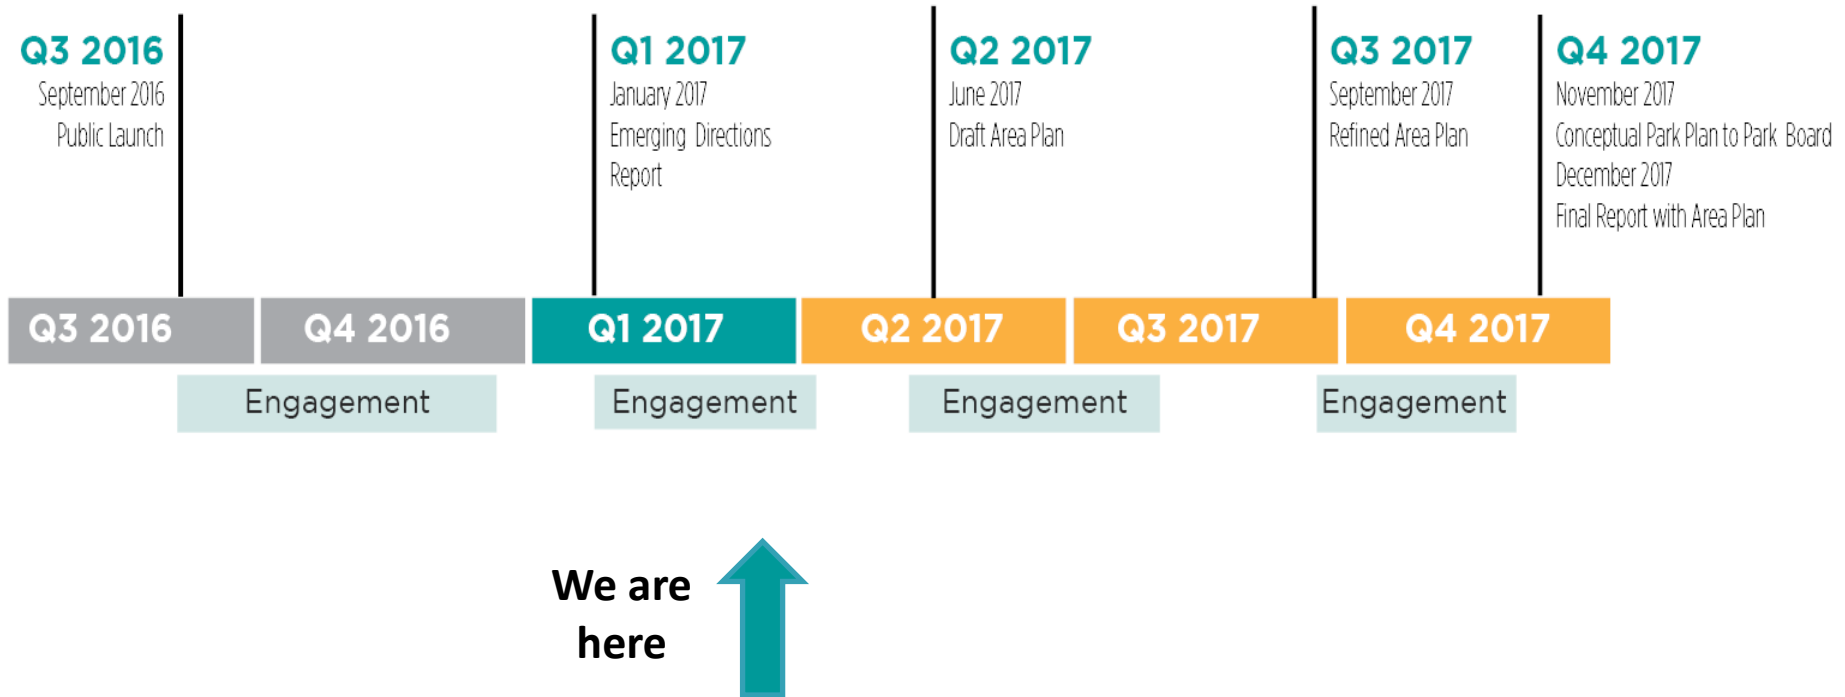 Q3 2016
September 2016
Public Launch
Q1 2017
January 2017
Emerging Directions
Report
Q2 2017
June 2017
Draft Area Plan
Q3 2017
September 2017
Refined Area Plan
Q4 2017
November 2017
Conceptual Park Plan to Park Board
December 2017
Final Report with Area Plan
Q3 2016
Q4 2016
Q1 2017
Q2 2017
Q3 2017
Q4 2017
Engagement
Engagement
Engagement
Engagement
We are
here